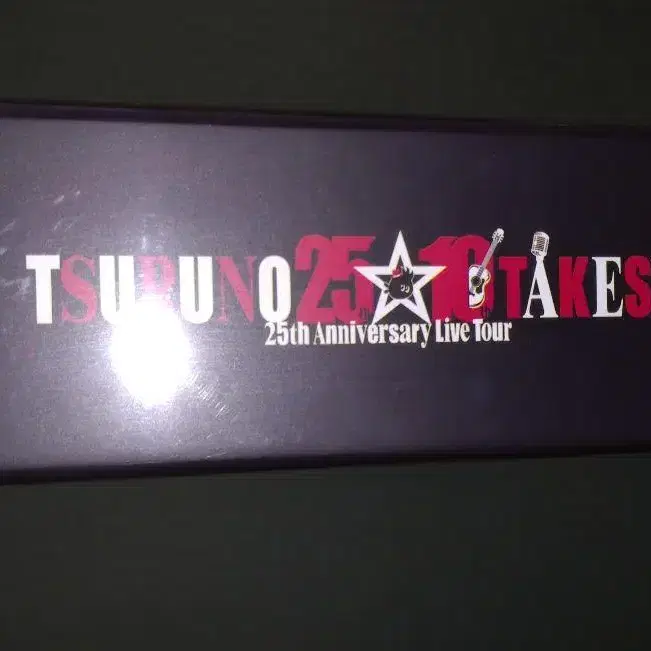 TSURUNO 25☆10 TAKES
25th Anniversary Live Tour